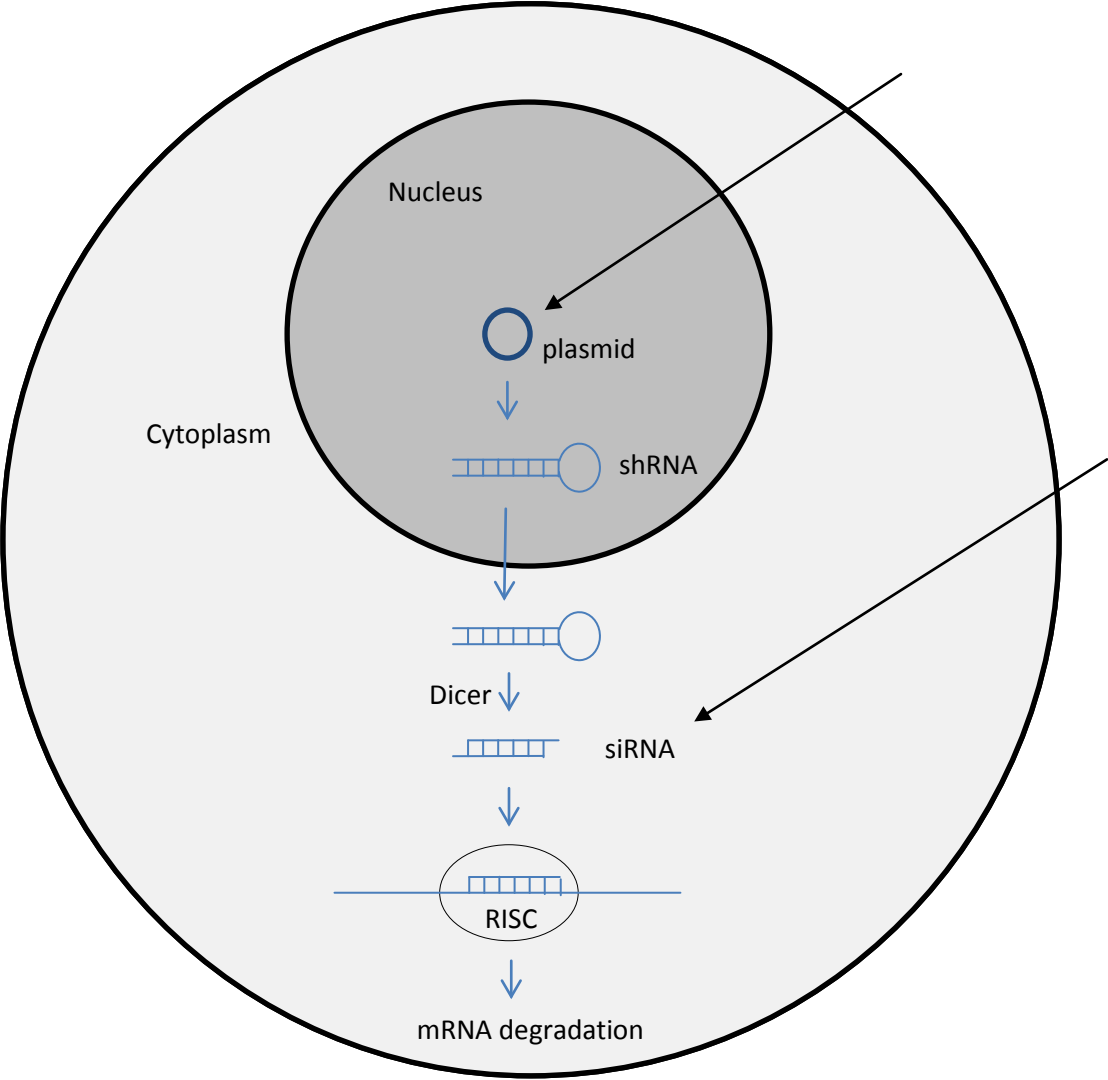 Nucleus
plasmid
Cytoplasm
shRNA
Dicer
siRNA
RISC
mRNA degradation